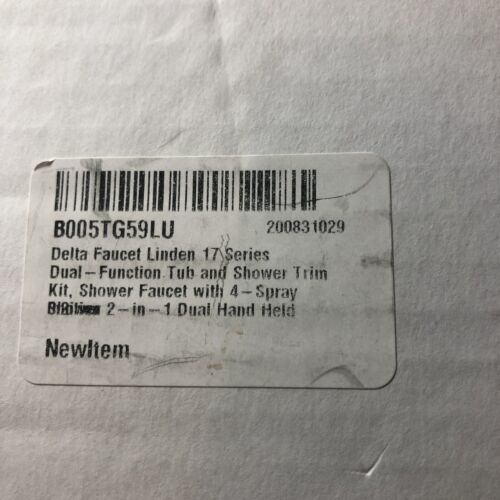 B005TG59LU 200831029
Delta Faucet Linden 17 Series
Dual-Function Tub and Shower Trim
Kit, Shower Faucet with 4-Spray
2-in-1 Dual Hand Held
NewItem